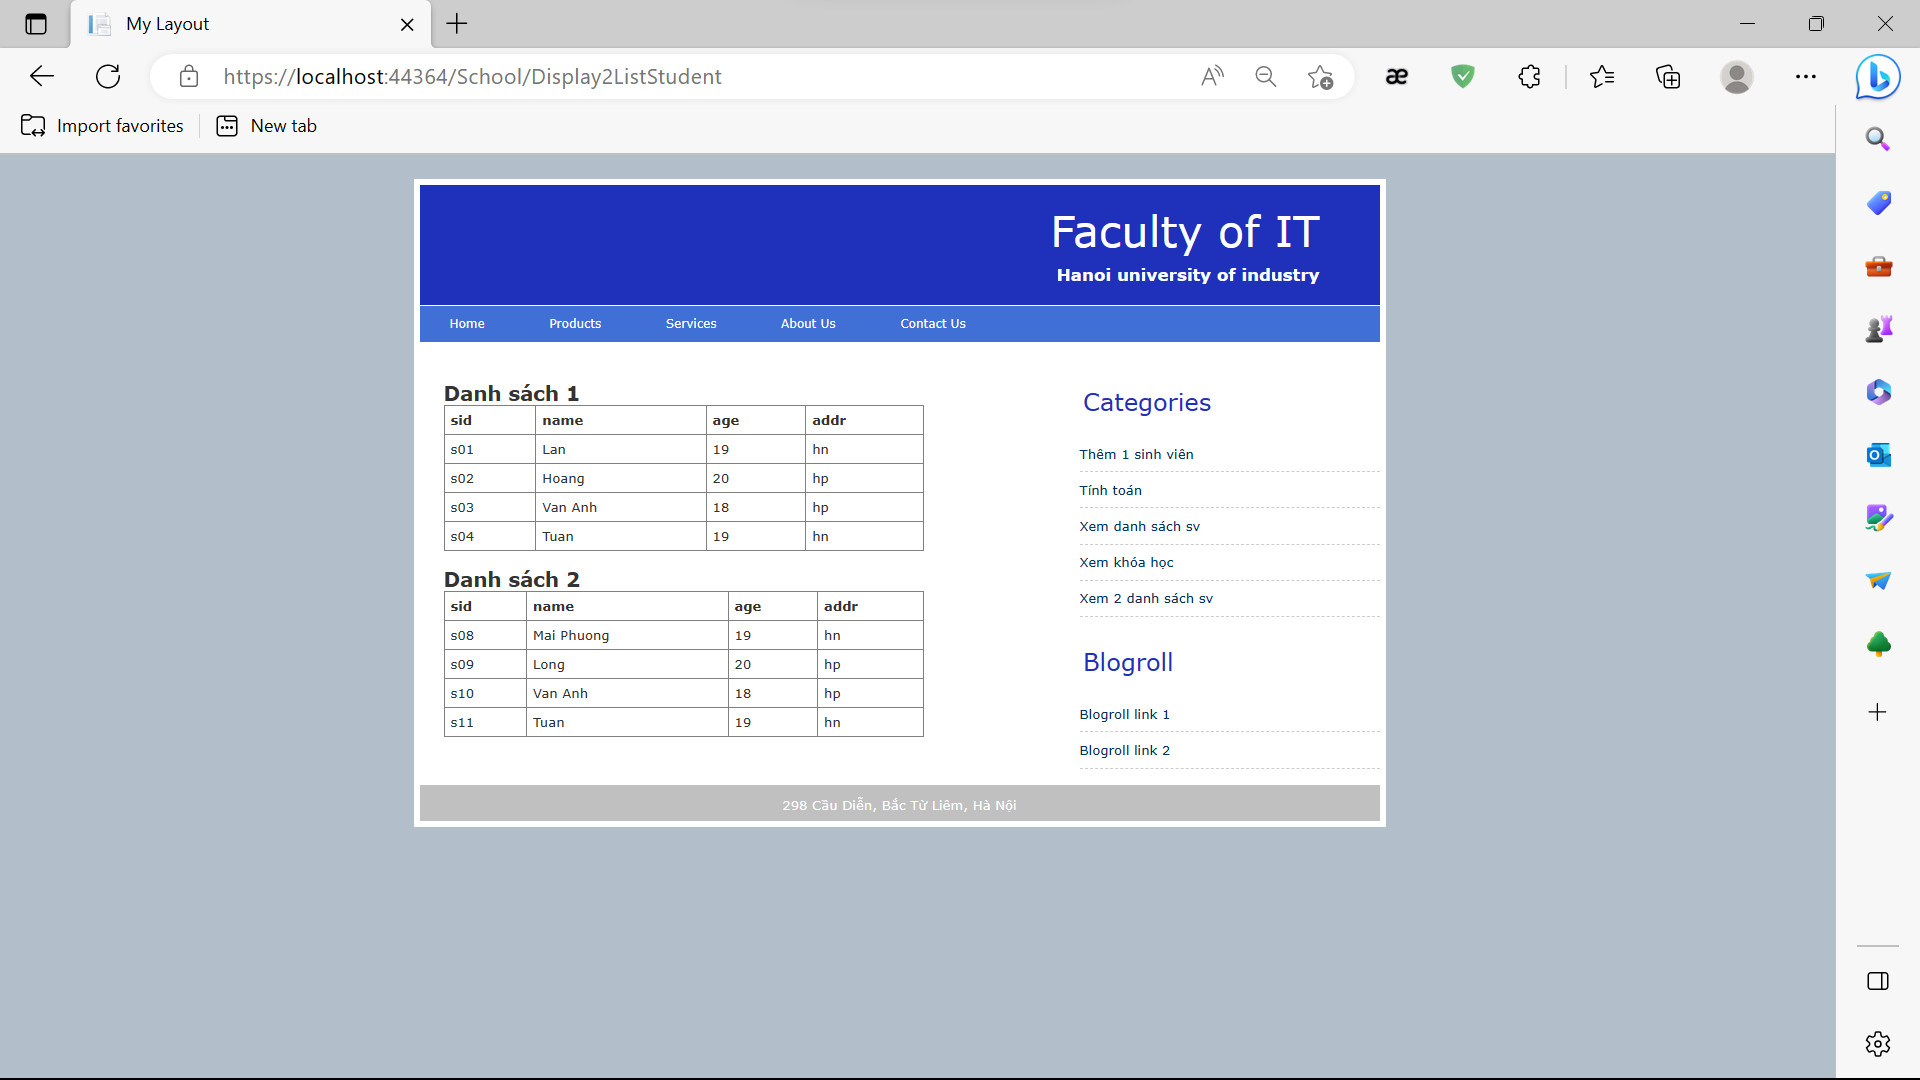 My Layout
https://localhost:44364/School/Display2ListStudent
Import favorites
New tab
Faculty of IT
Hanoi university of industry
Home Products Services About Us Contact Us
Danh sách 1
sid name age addr
s01 Lan 19 hn
s02 Hoang 20 hp
s03 Van Anh 18 hp
s04 Tuan 19 hn
Danh sách 2
sid name age addr
s08 Mai Phuong 19 hn
s09 Long 20 hp
s10 Van Anh 18 hp
s11 Tuan 19 hn
Categories
Thêm 1 sinh viên
Tính toán
Xem danh sách sv
Xem khóa học
Xem 2 danh sách sv
Blogroll
Blogroll link 1
Blogroll link 2
298 Cầu Diễn, Bắc Từ Liêm, Hà Nội